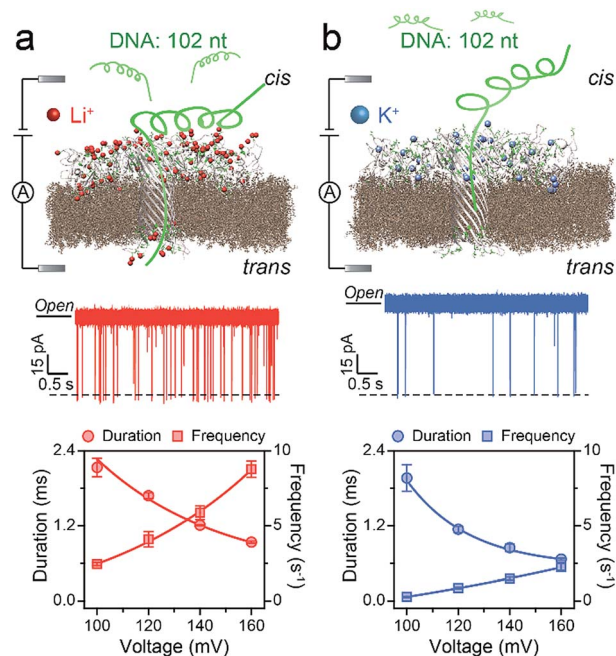 a
DNA: 102 nt
cis
Li⁺
A
trans
Open
15 pA
0.5 s
Duration Frequency
2.4
1.2
0.0
Duration (ms)
10
5
0
Frequency (s⁻¹)
100 120 140 160
Voltage (mV)
b
DNA: 102 nt
cis
K⁺
A
trans
Open
15 pA
0.5 s
Duration Frequency
2.4
1.2
0.0
Duration (ms)
10
5
0
Frequency (s⁻¹)
100 120 140 160
Voltage (mV)